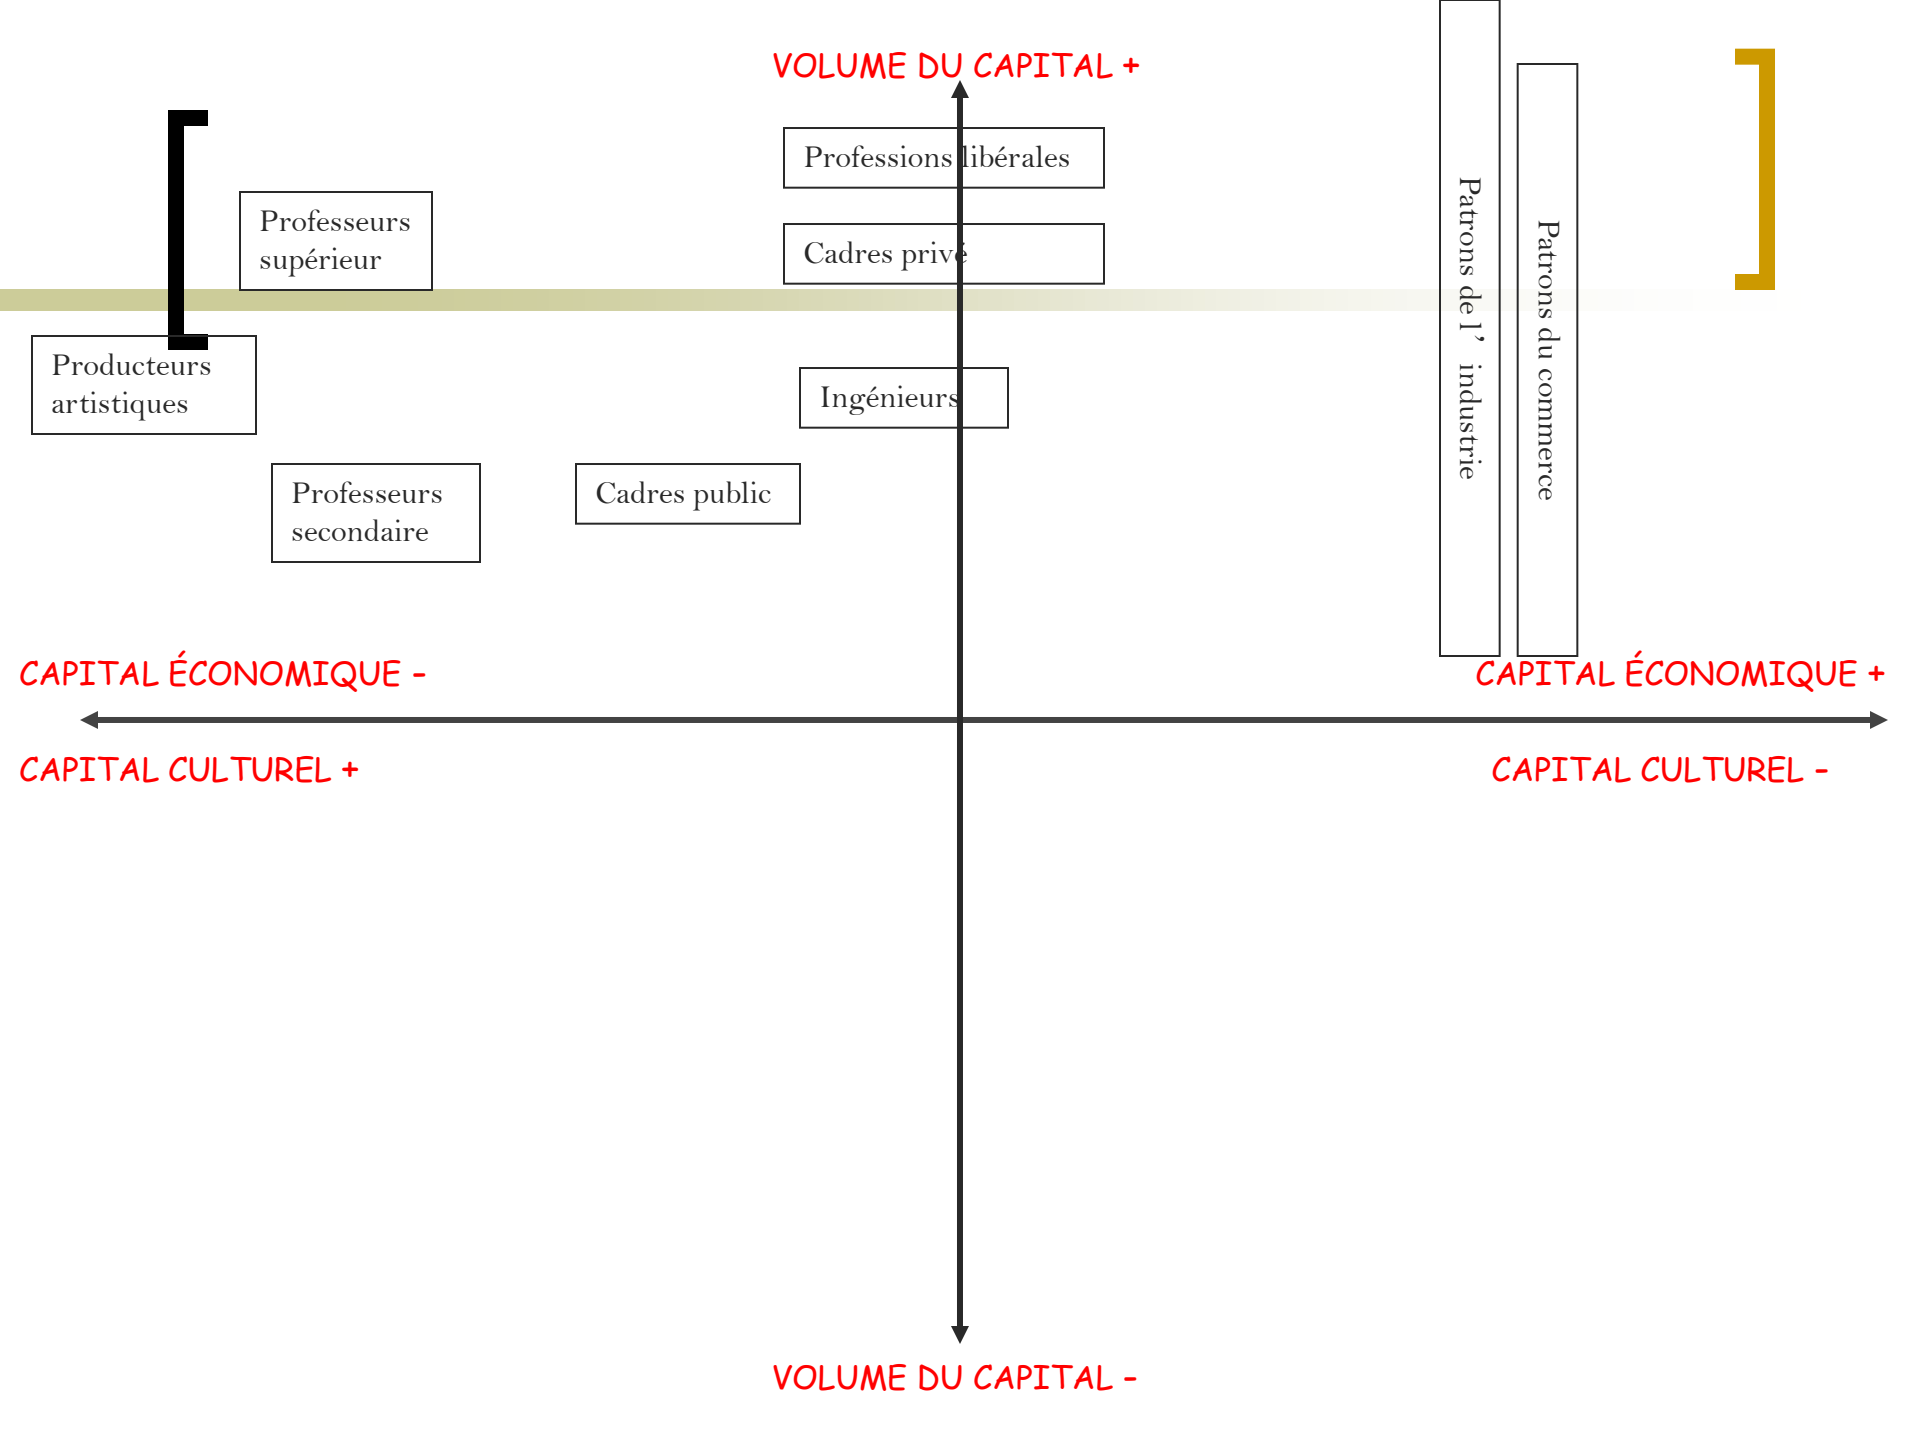 VOLUME DU CAPITAL +
Professions libérales
Professeurs
supérieur
Cadres privé
Patrons de l’industrie
Patrons du commerce
Producteurs
artistiques
Ingénieurs
Professeurs
secondaire
Cadres public
CAPITAL ÉCONOMIQUE -
CAPITAL ÉCONOMIQUE +
CAPITAL CULTUREL +
CAPITAL CULTUREL -
VOLUME DU CAPITAL -